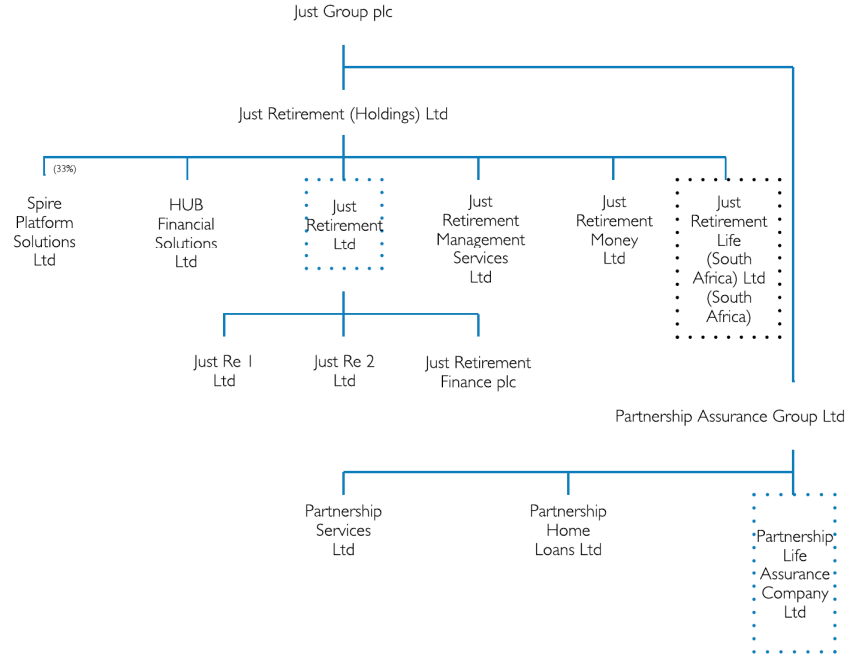 Just Group plc
Just Retirement (Holdings) Ltd
(33%)
Spire
Platform
Solutions
Ltd
HUB
Financial
Solutions
Ltd
Just
Retirement
Ltd
Just
Retirement
Management
Services
Ltd
Just
Retirement
Money
Ltd
Just
Retirement
Life
(South
Africa) Ltd
(South
Africa)
Just Re 1
Ltd
Just Re 2
Ltd
Just Retirement
Finance plc
Partnership Assurance Group Ltd
Partnership
Services
Ltd
Partnership
Home
Loans Ltd
Partnership
Life
Assurance
Company
Ltd